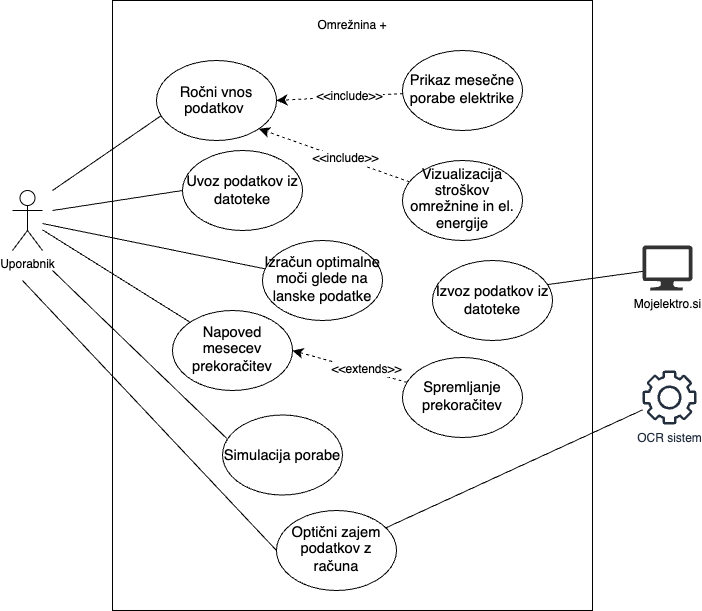 Omrežnina +
Ročni vnos
podatkov
<<include>>
Prikaz mesečne
porabe elektrike
<<include>>
Uvoz podatkov iz
datoteke
Vizualizacija
stroškov
omrežnine in el.
energije
Uporabnik
Izračun optimalne
moči glede na
lanske podatke
Izvoz podatkov iz
datoteke
Mojelektro.si
Napoved
mesecev
prekoračitev
<<extends>>
Spremljanje
prekoračitev
OCR sistem
Simulacija porabe
Optični zajem
podatkov z
računa